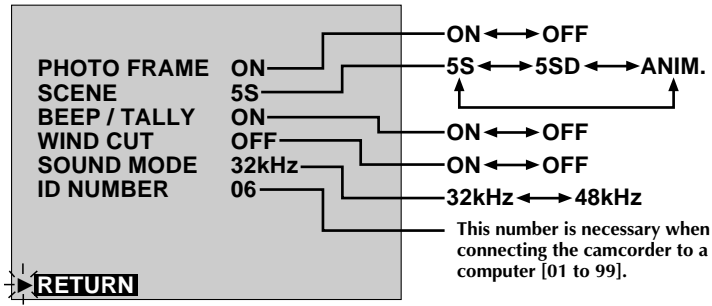 PHOTO FRAME ON
SCENE 5S
BEEP / TALLY ON
WIND CUT OFF
SOUND MODE 32kHz
ID NUMBER 06
RETURN
ON OFF
5S 5SD ANIM.
ON OFF
ON OFF
32kHz 48kHz
This number is necessary when
connecting the camcorder to a
computer [01 to 99].